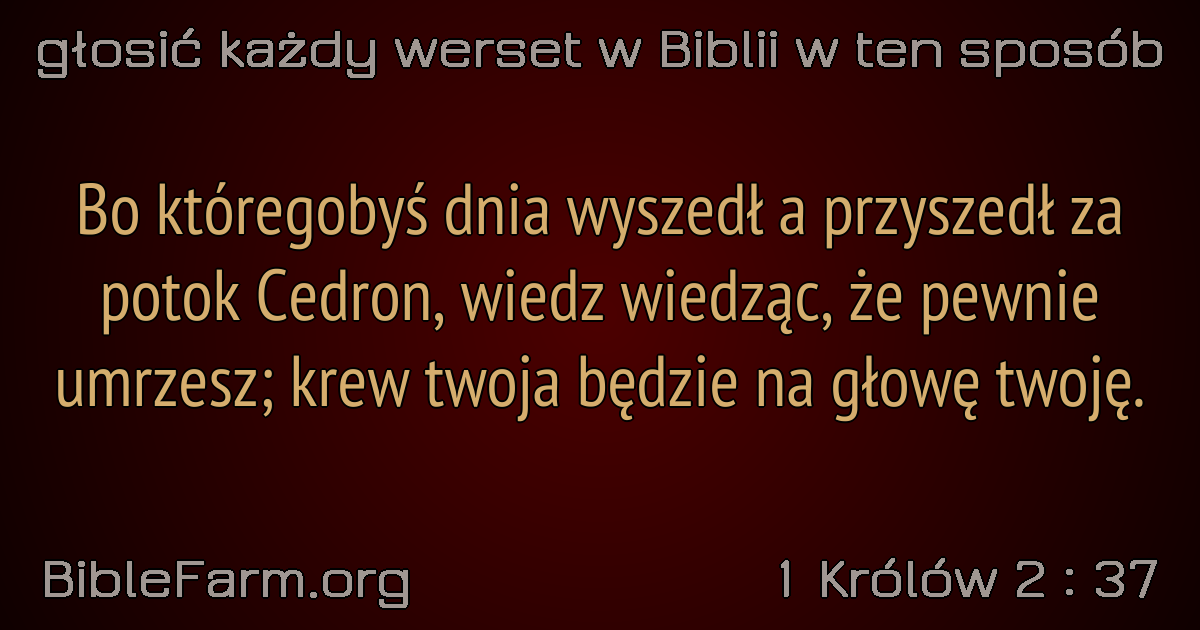 głosić każdy werset w Biblii w ten sposób
Bo któregobyś dnia wyszedł a przyszedł za
potok Cedron, wiedz wiedząc, że pewnie
umrzesz; krew twoja będzie na głowę twoję.
BibleFarm.org
1 Królów 2 : 37